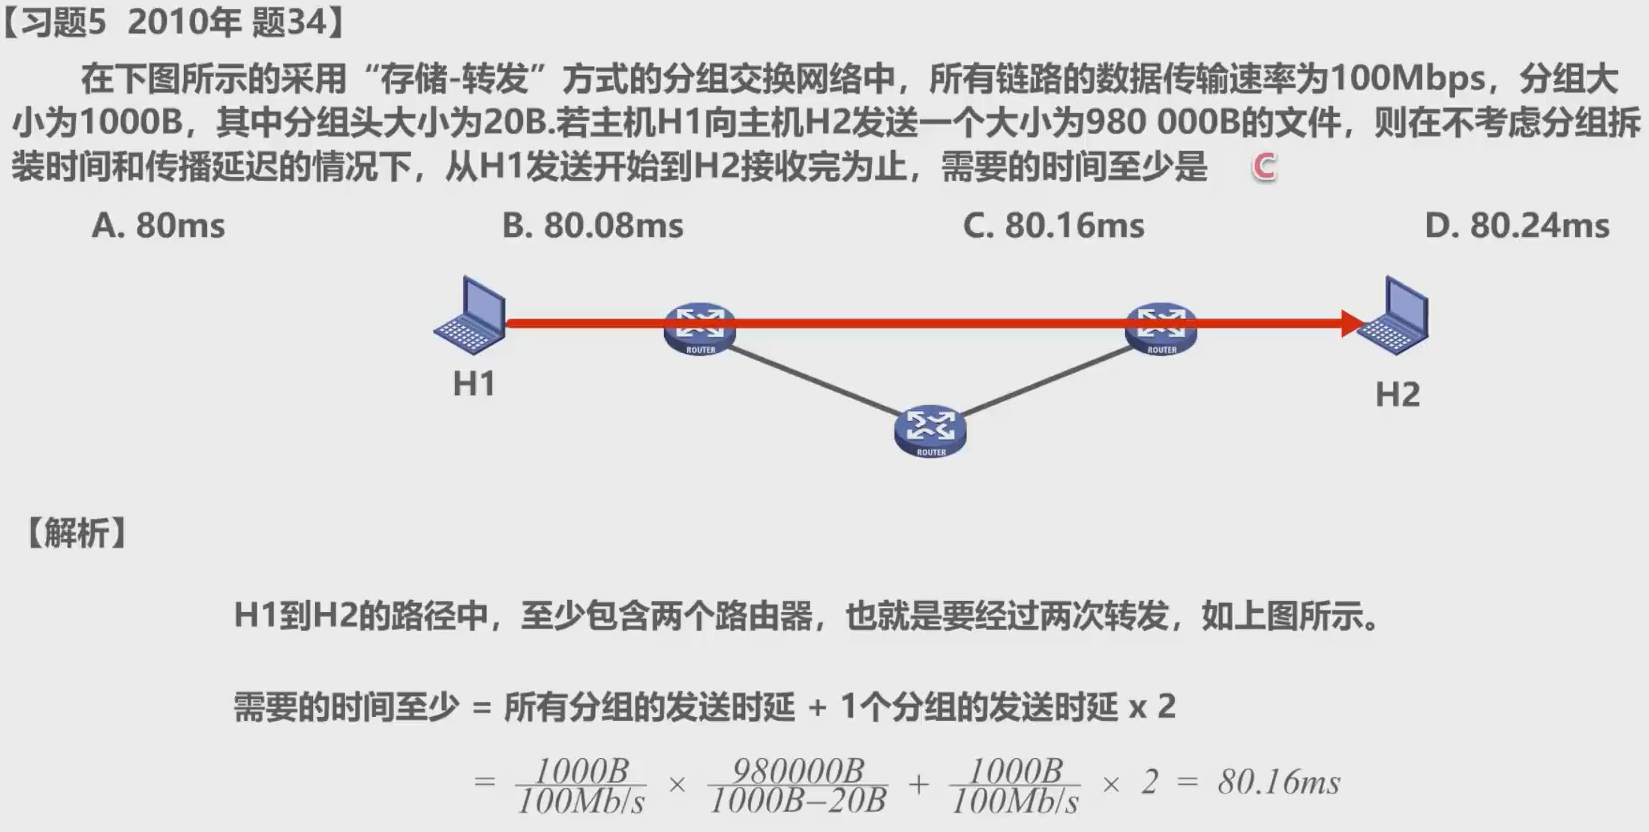 【习题5 2010年 题34】
在下图所示的采用“存储-转发”方式的分组交换网络中，所有链路的数据传输速率为100Mbps，分组大
小为1000B，其中分组头大小为20B.若主机H1向主机H2发送一个大小为980 000B的文件，则在不考虑分组拆
装时间和传播延迟的情况下，从H1发送开始到H2接收完为止，需要的时间至少是 C
A. 80ms B. 80.08ms C. 80.16ms D. 80.24ms
ROUTER ROUTER
H1 H2
ROUTER
【解析】
H1到H2的路径中，至少包含两个路由器，也就是要经过两次转发，如上图所示。
需要的时间至少 = 所有分组的发送时延 + 1个分组的发送时延 x 2
= 1000B/100Mb/s × 980000B/1000B−20B + 1000B/100Mb/s × 2 = 80.16ms